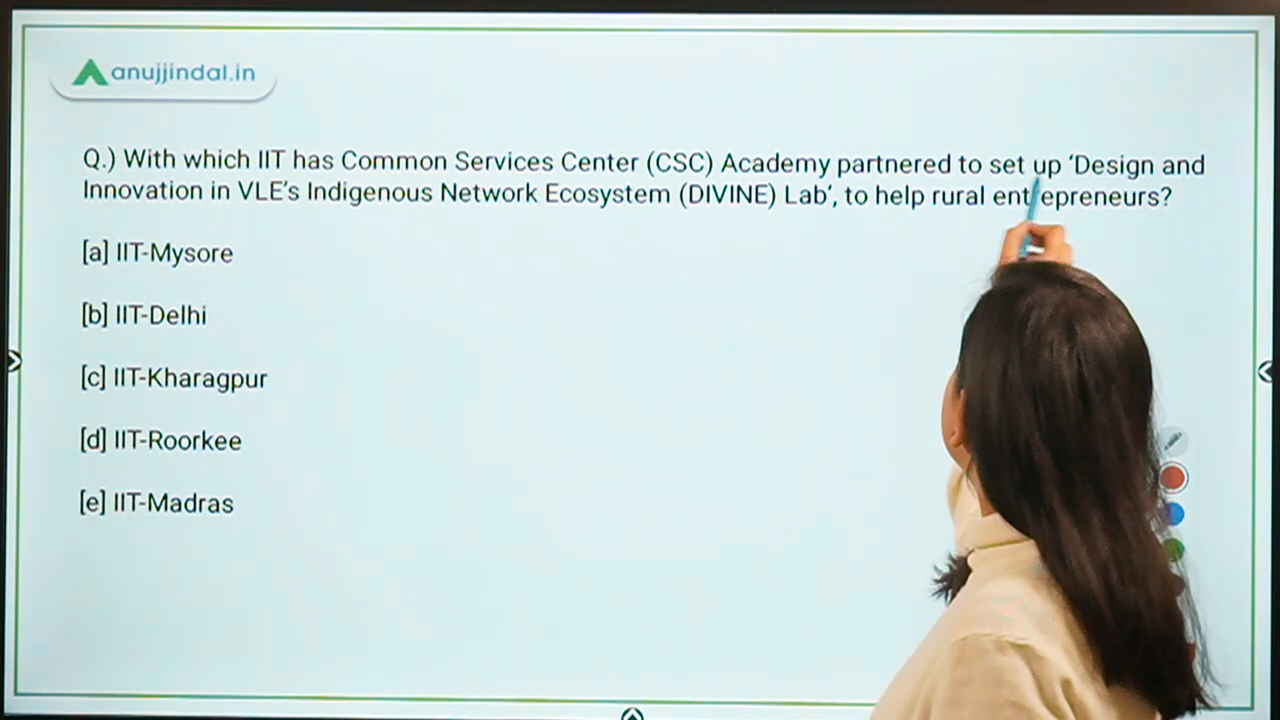 anujjindal.in
Q.) With which IIT has Common Services Center (CSC) Academy partnered to set up ‘Design and
Innovation in VLE’s Indigenous Network Ecosystem (DIVINE) Lab’, to help rural entrepreneurs?
[a] IIT-Mysore
[b] IIT-Delhi
[c] IIT-Kharagpur
[d] IIT-Roorkee
[e] IIT-Madras